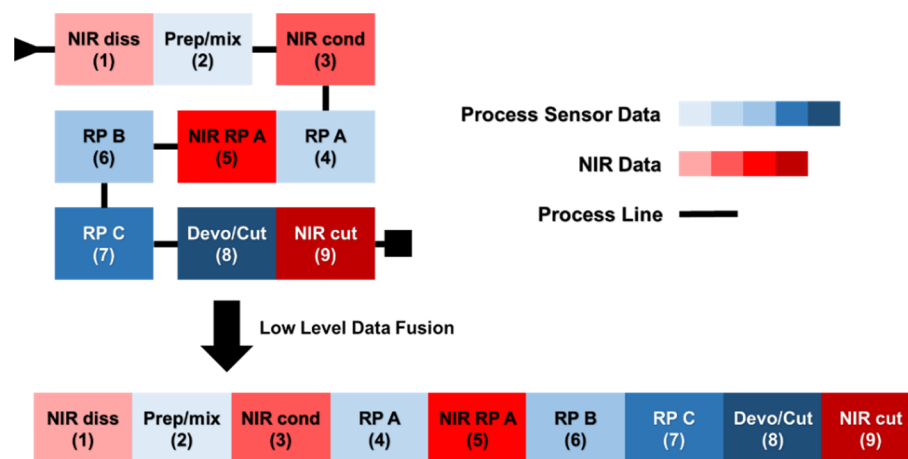 NIR diss
(1)
Prep/mix
(2)
NIR cond
(3)
RP B
(6)
NIR RP A
(5)
RP A
(4)
RP C
(7)
Devo/Cut
(8)
NIR cut
(9)
Process Sensor Data
NIR Data
Process Line
Low Level Data Fusion
NIR diss
(1)
Prep/mix
(2)
NIR cond
(3)
RP A
(4)
NIR RP A
(5)
RP B
(6)
RP C
(7)
Devo/Cut
(8)
NIR cut
(9)